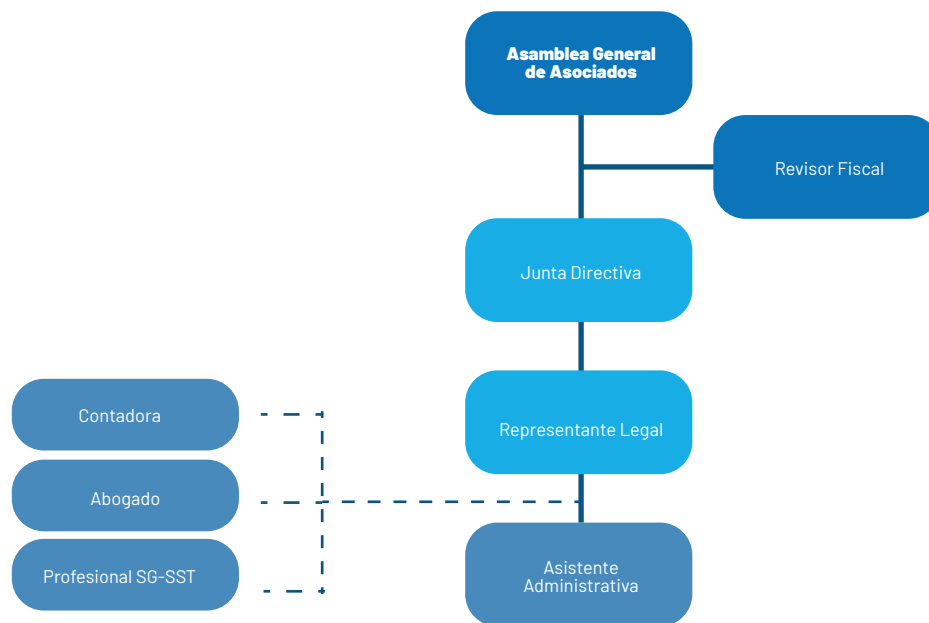 Asamblea General
de Asociados
Revisor Fiscal
Junta Directiva
Representante Legal
Contadora
Abogado
Profesional SG-SST
Asistente
Administrativa